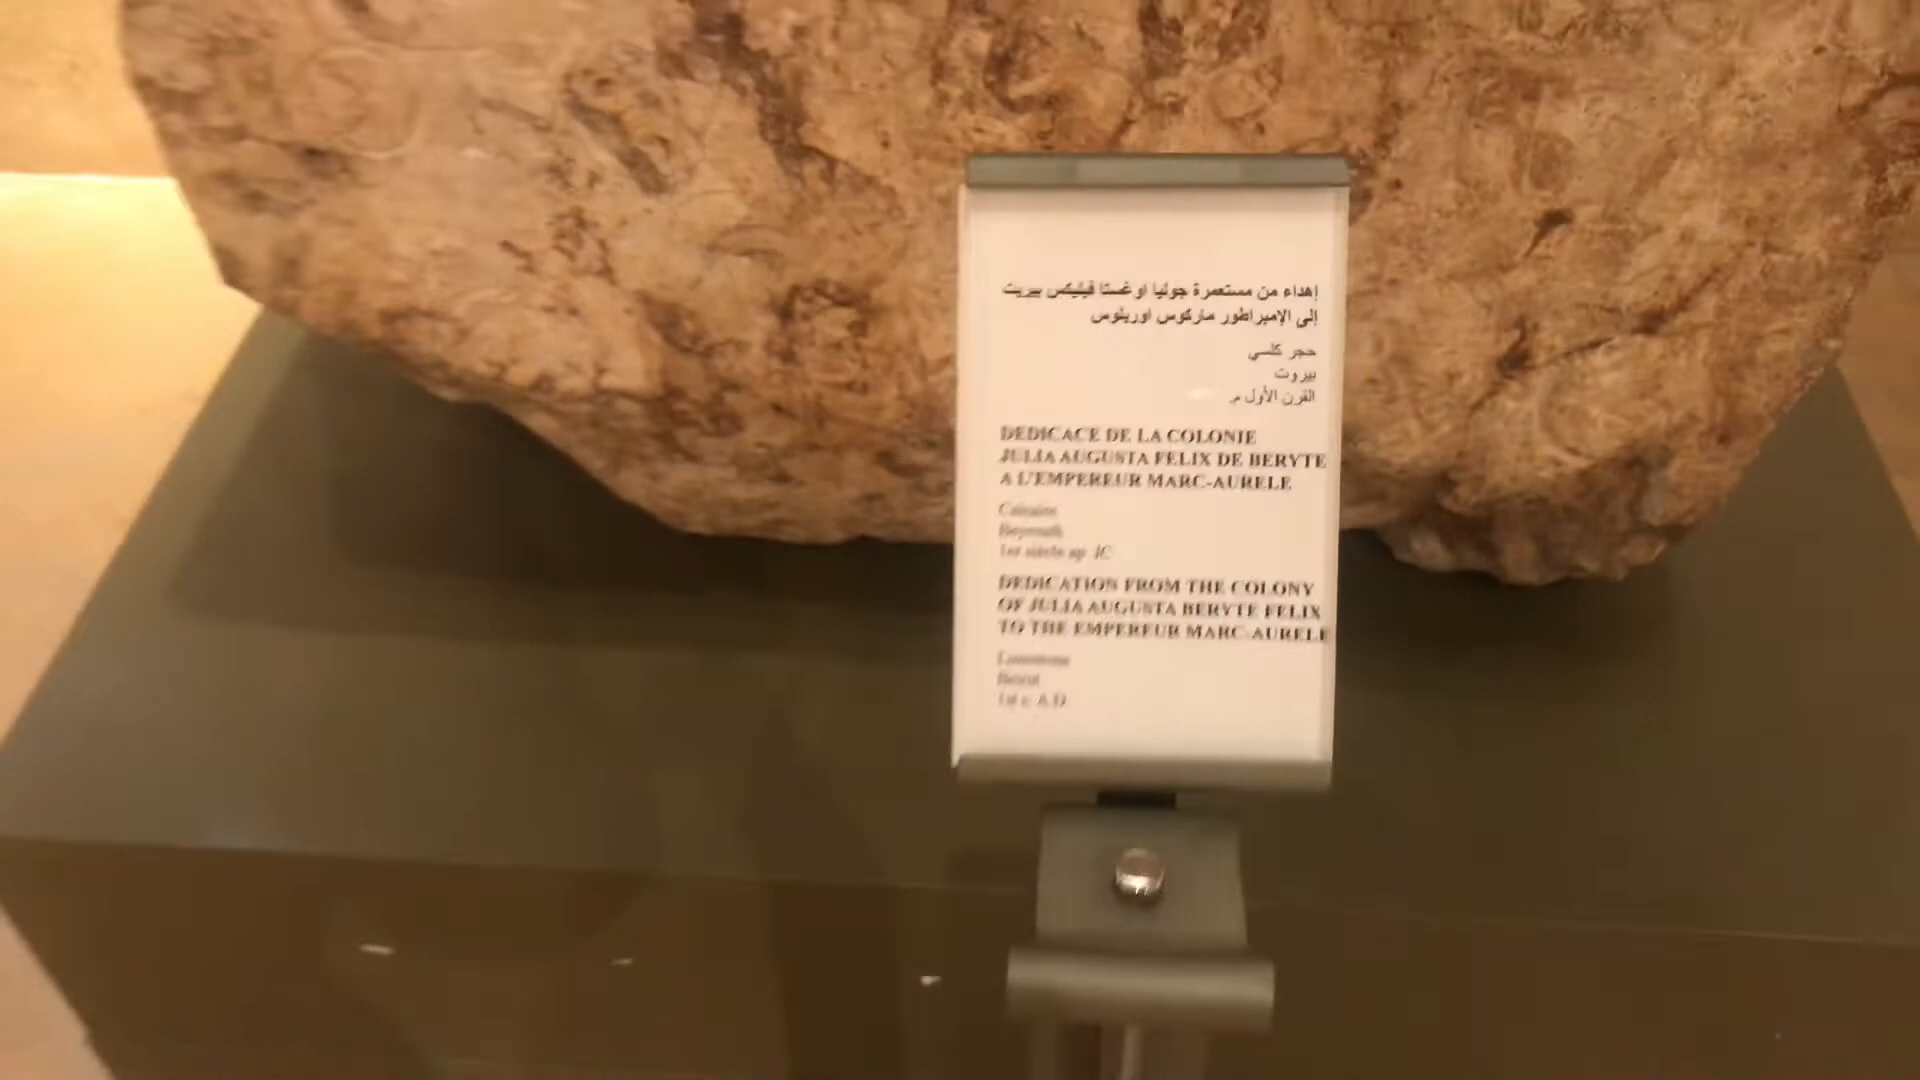 إهداء من مستعمرة جوليا اوغستا فيليكس بيريت
إلى الإمبراطور ماركوس اوريلوس
حجر كلسي
بيروت
القرن الأول م.
DEDICACE DE LA COLONIE
JULIA AUGUSTA FELIX DE BERYTE
A L'EMPEREUR MARC-AURELE
Calcaire
Beyrouth
1er siècle ap. JC
DEDICATION FROM THE COLONY
OF JULIA AUGUSTA BERYTE FELIX
TO THE EMPEREUR MARC-AURELE
Limestone
Beirut
1st c. A.D